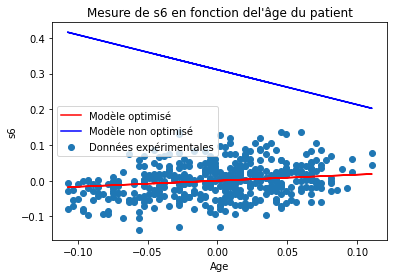 Mesure de s6 en fonction del'âge du patient
0.4
0.3
0.2
0.1
0.0
−0.1
s6
Modèle optimisé
Modèle non optimisé
Données expérimentales
−0.10
−0.05
0.00
0.05
0.10
Age